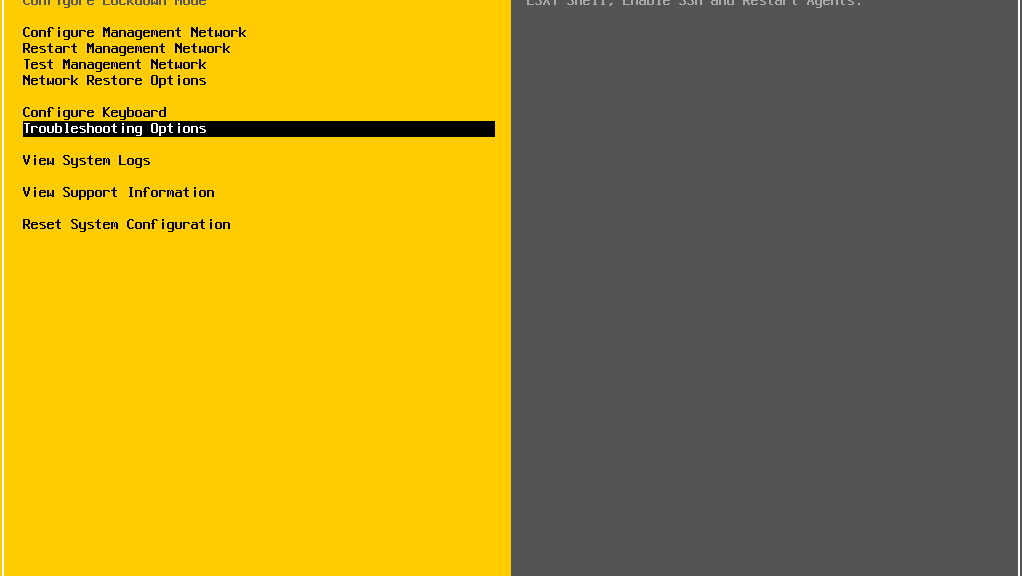 Configure Lockdown Mode
ESXi Shell, Enable SSH and Restart Agents.
Configure Management Network
Restart Management Network
Test Management Network
Network Restore Options
Configure Keyboard
Troubleshooting Options
View System Logs
View Support Information
Reset System Configuration